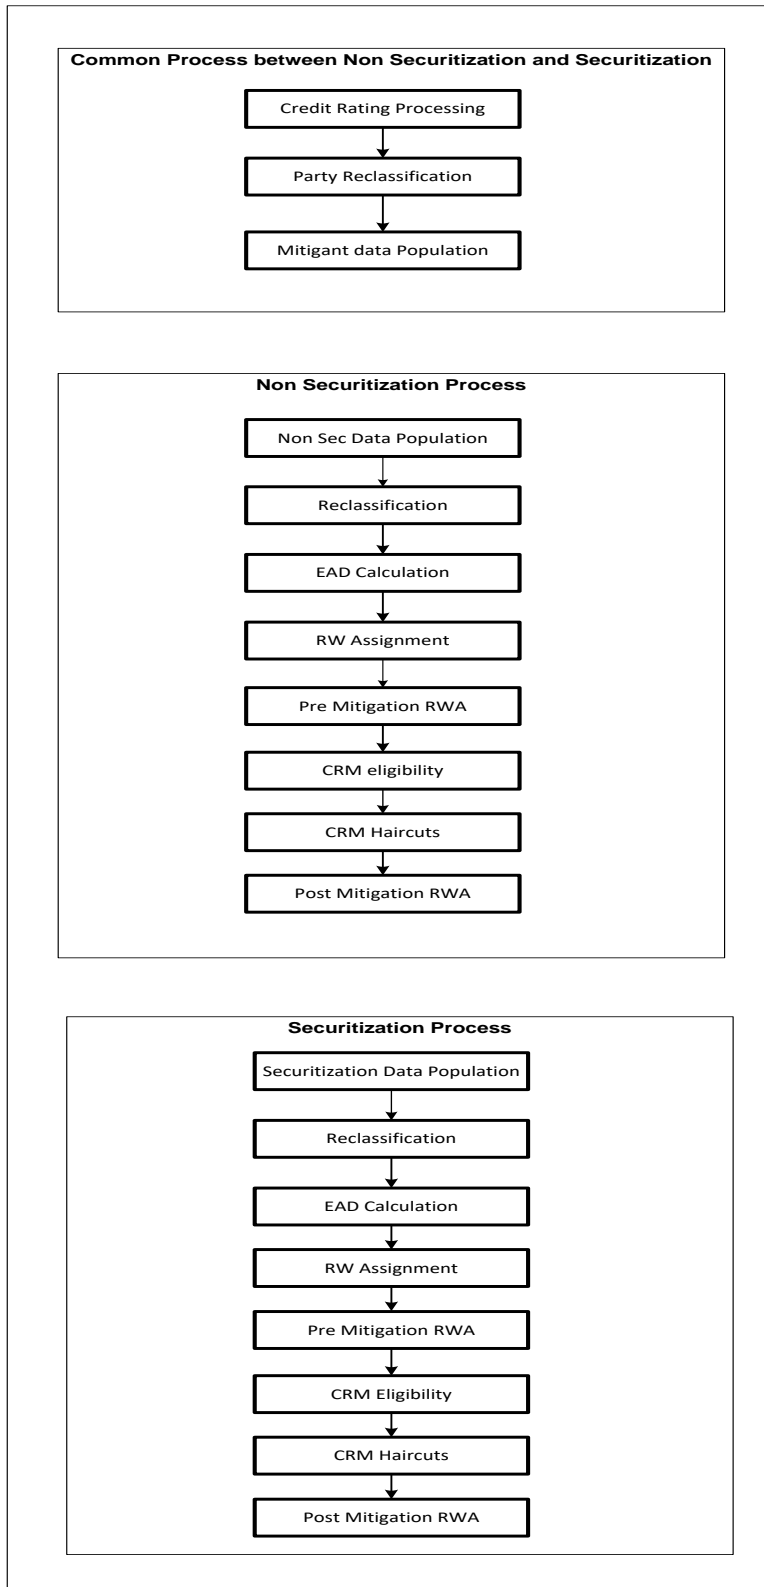 Common Process between Non Securitization and Securitization
Credit Rating Processing
Party Reclassification
Mitigant data Population
Non Securitization Process
Non Sec Data Population
Reclassification
EAD Calculation
RW Assignment
Pre Mitigation RWA
CRM eligibility
CRM Haircuts
Post Mitigation RWA
Securitization Process
Securitization Data Population
Reclassification
EAD Calculation
RW Assignment
Pre Mitigation RWA
CRM Eligibility
CRM Haircuts
Post Mitigation RWA